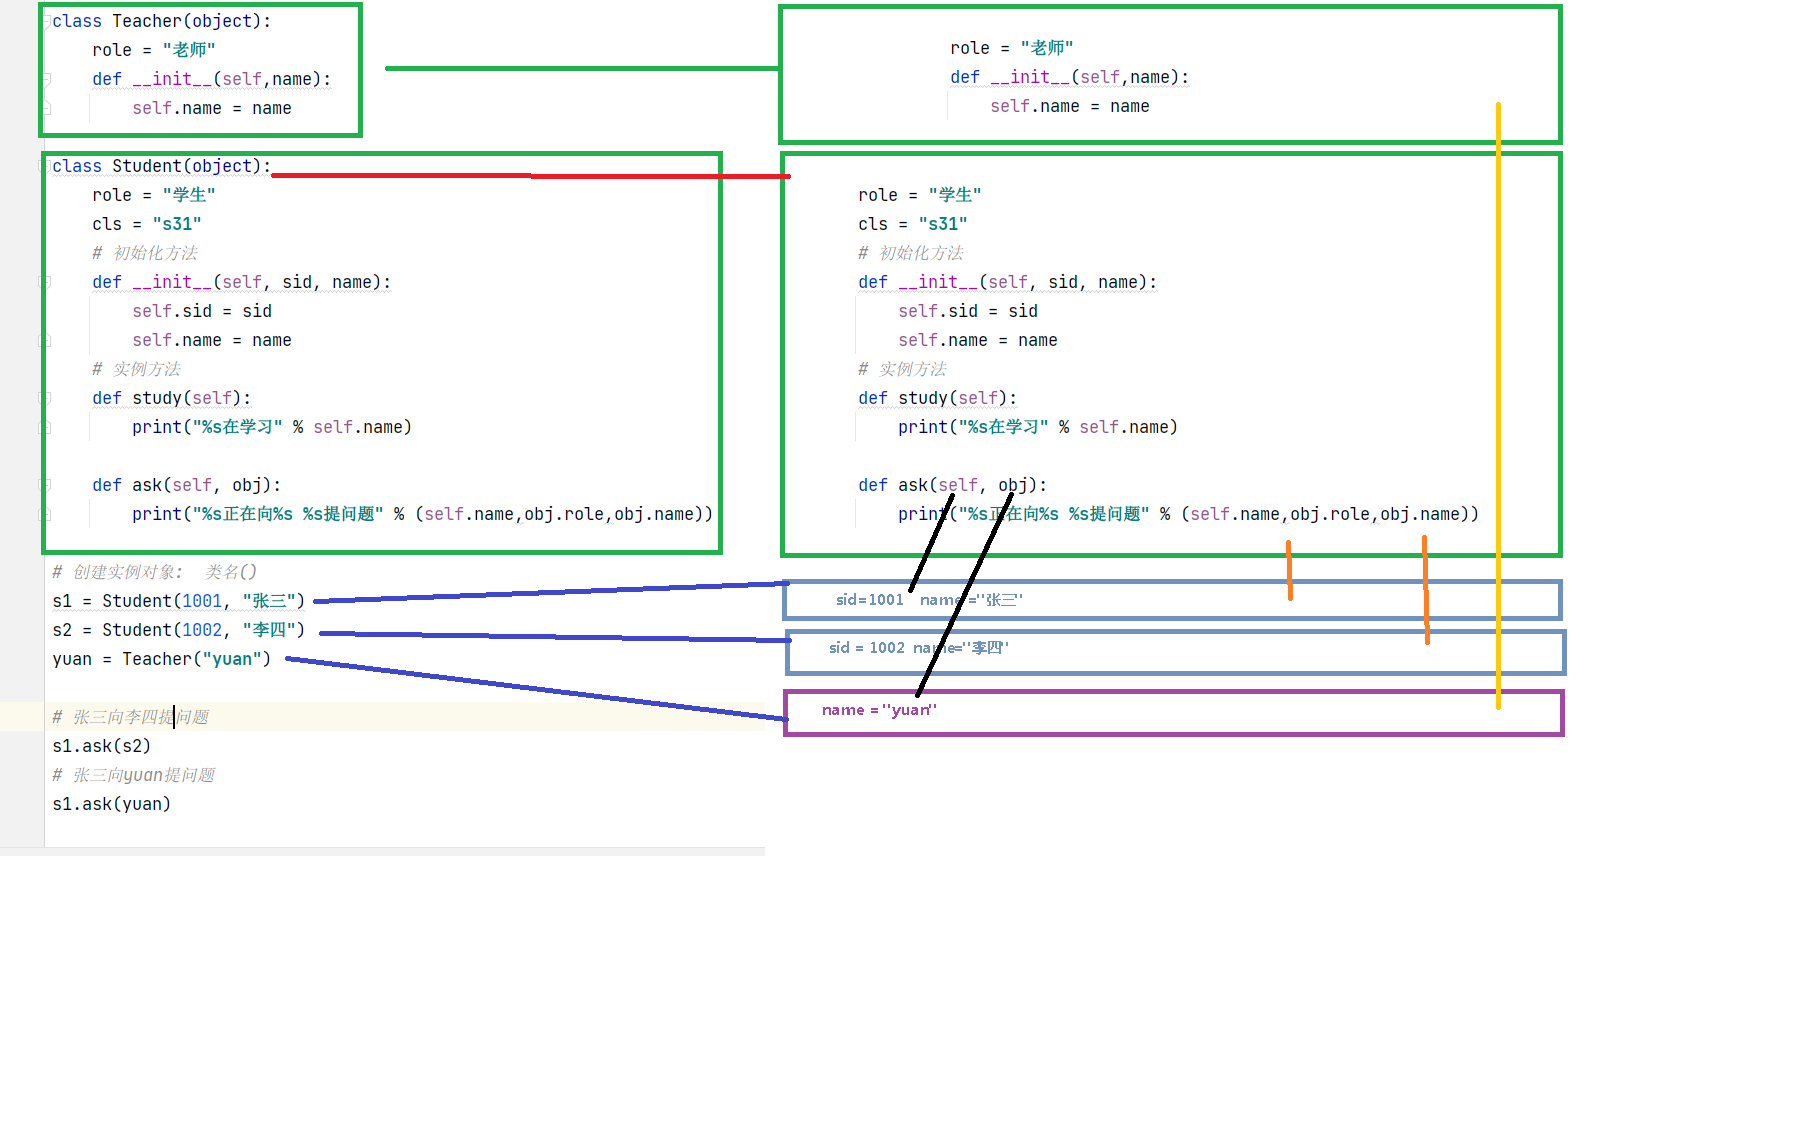 class Teacher(object):
    role = "老师"
    def __init__(self,name):
        self.name = name
class Student(object):
    role = "学生"
    cls = "s31"
    # 初始化方法
    def __init__(self, sid, name):
        self.sid = sid
        self.name = name
    # 实例方法
    def study(self):
        print("%s在学习" % self.name)
    def ask(self, obj):
        print("%s正在向%s %s提问题" % (self.name,obj.role,obj.name))
# 创建实例对象: 类名()
s1 = Student(1001, "张三")
s2 = Student(1002, "李四")
yuan = Teacher("yuan")
# 张三向李四提问题
s1.ask(s2)
# 张三向yuan提问题
s1.ask(yuan)
role = "老师"
def __init__(self,name):
    self.name = name
role = "学生"
cls = "s31"
# 初始化方法
def __init__(self, sid, name):
    self.sid = sid
    self.name = name
# 实例方法
def study(self):
    print("%s在学习" % self.name)
def ask(self, obj):
    print("%s正在向%s %s提问题" % (self.name,obj.role,obj.name))
sid=1001 name ="张三"
sid = 1002 name="李四"
name = "yuan"